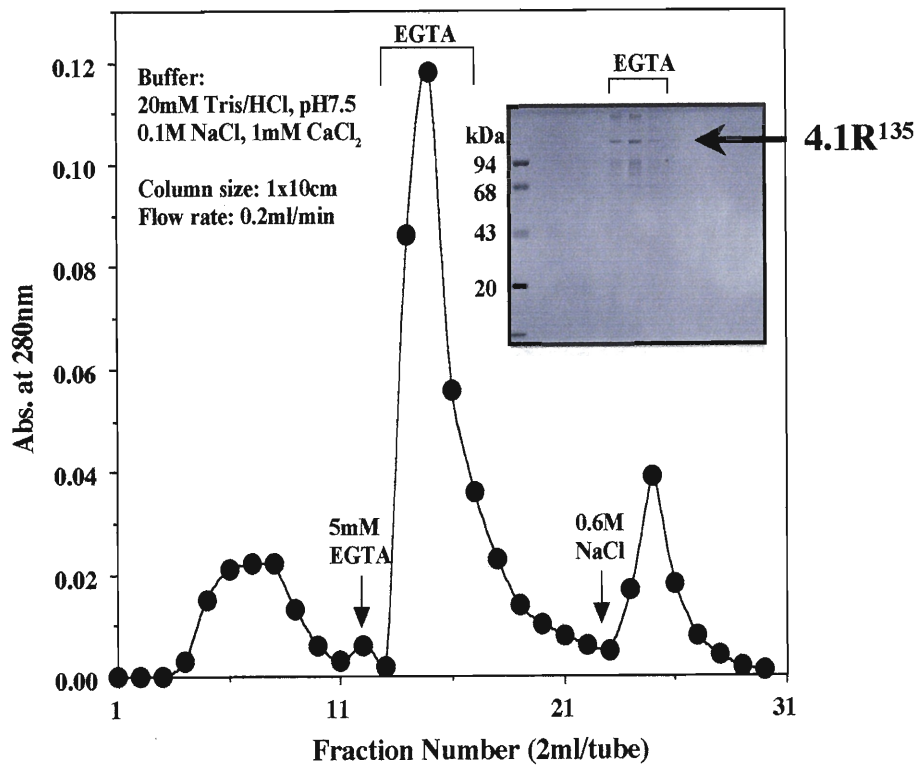 EGTA
0.12
0.10
0.08
0.06
0.04
0.02
0.00
Abs. at 280nm
Buffer:
20mM Tris/HCl, pH7.5
0.1M NaCl, 1mM CaCl₂
Column size: 1x10cm
Flow rate: 0.2ml/min
EGTA
kDa
94
68
43
20
4.1R¹³⁵
5mM
EGTA
0.6M
NaCl
1
11
21
31
Fraction Number (2ml/tube)